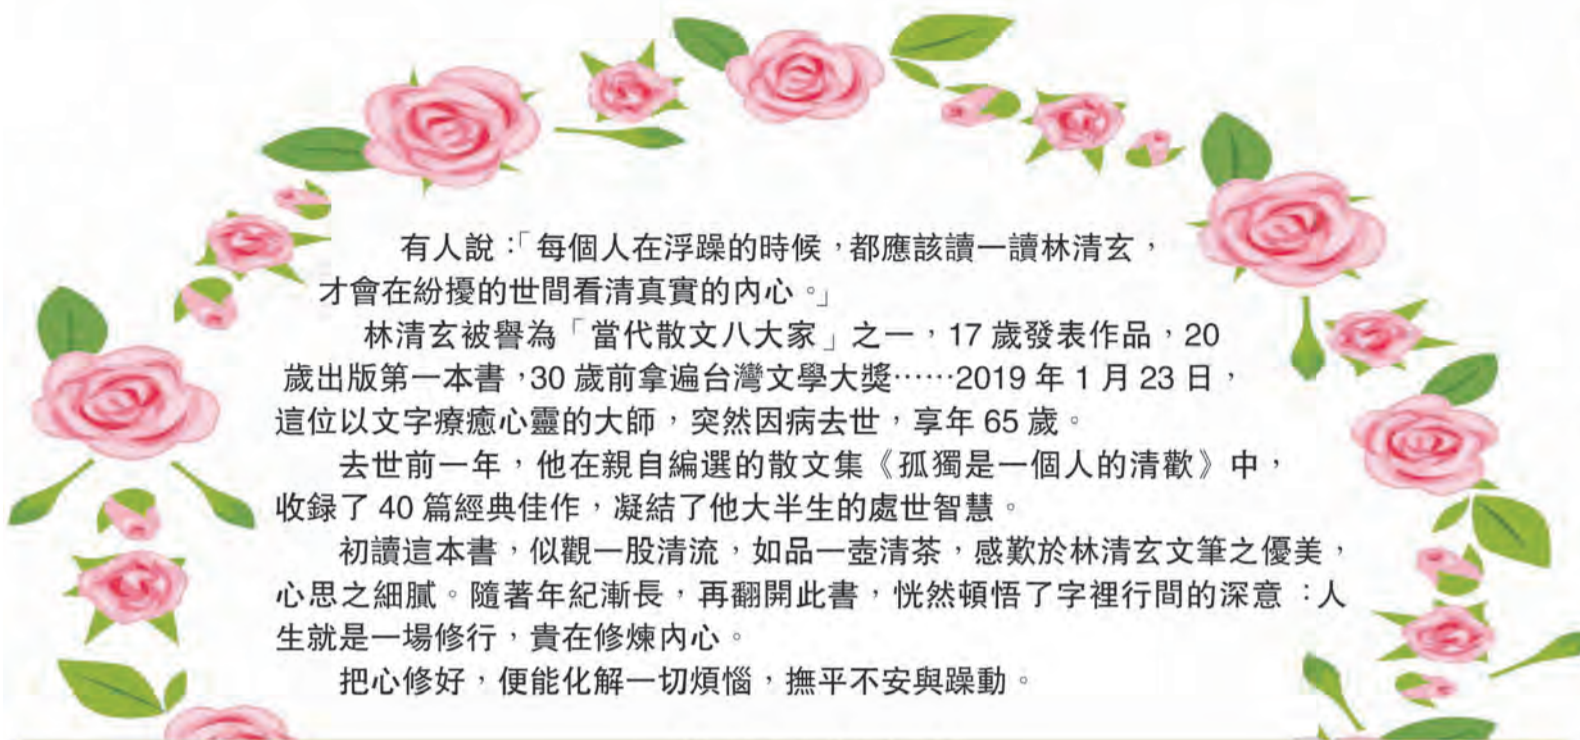 有人說：「每個人在浮躁的時候，都應該讀一讀林清玄，
才會在紛擾的世間看清真實的內心。」
林清玄被譽為「當代散文八大家」之一，17 歲發表作品，20
歲出版第一本書，30 歲前拿遍台灣文學大獎……2019 年 1 月 23 日，
這位以文字療癒心靈的大師，突然因病去世，享年 65 歲。
去世前一年，他在親自編選的散文集《孤獨是一個人的清歡》中，
收錄了 40 篇經典佳作，凝結了他大半生的處世智慧。
初讀這本書，似觀一股清流，如品一壺清茶，感歎於林清玄文筆之優美，
心思之細膩。隨著年紀漸長，再翻開此書，恍然頓悟了字裡行間的深意：人
生就是一場修行，貴在修煉內心。
把心修好，便能化解一切煩惱，撫平不安與躁動。